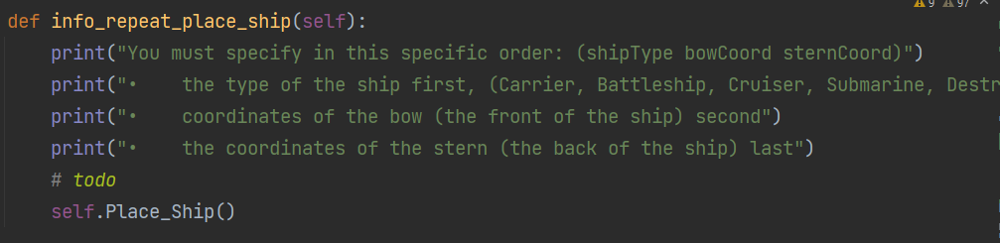 9 97
def info_repeat_place_ship(self):
print("You must specify in this specific order: (shipType bowCoord sternCoord)")
print("•    the type of the ship first, (Carrier, Battleship, Cruiser, Submarine, Destr
print("•    coordinates of the bow (the front of the ship) second")
print("•    the coordinates of the stern (the back of the ship) last")
# todo
self.Place_Ship()